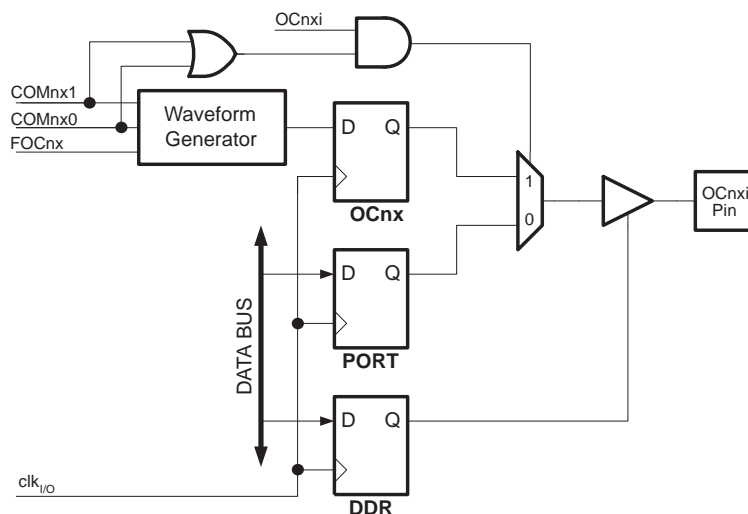 OCnxi
COMnx1
COMnx0
FOCnx
Waveform
Generator
D Q
OCnx
1
0
OCnxi
Pin
D Q
PORT
DATA BUS
D Q
DDR
clkI/O